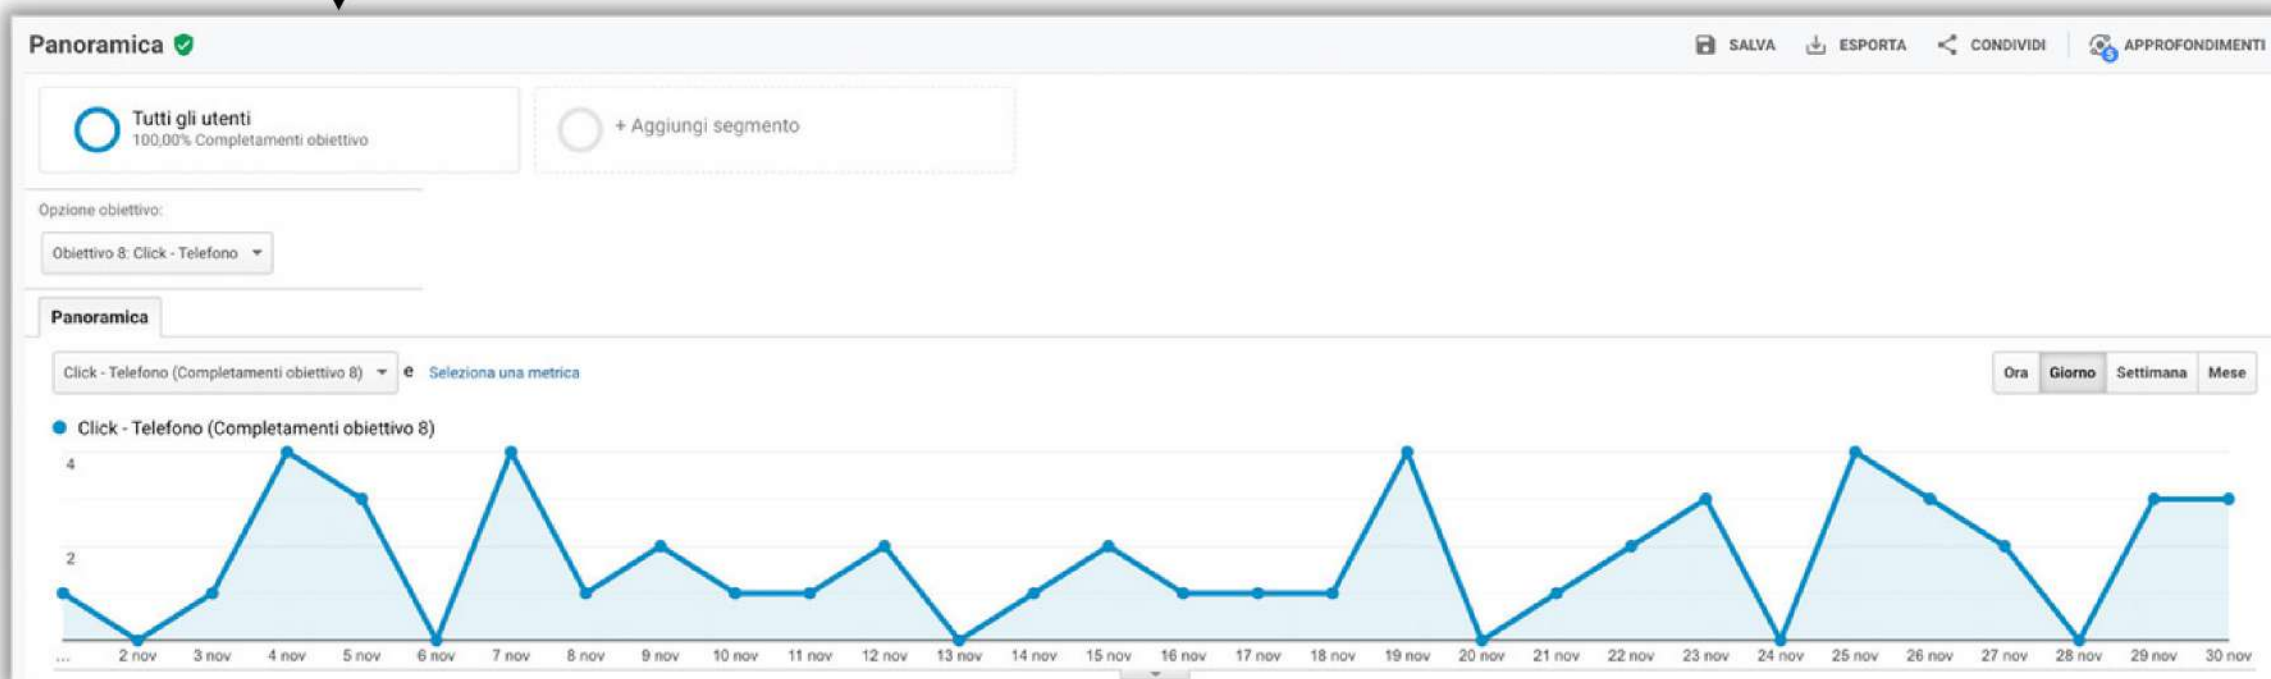 Panoramica
SALVA ESPORTA CONDIVIDI APPROFONDIMENTI
Tutti gli utenti
100,00% Completamenti obiettivo
+ Aggiungi segmento
Opzione obiettivo:
Obiettivo 8: Click - Telefono
Panoramica
Click - Telefono (Completamenti obiettivo 8) e Seleziona una metrica
Ora Giorno Settimana Mese
Click - Telefono (Completamenti obiettivo 8)
4
2
... 2 nov 3 nov 4 nov 5 nov 6 nov 7 nov 8 nov 9 nov 10 nov 11 nov 12 nov 13 nov 14 nov 15 nov 16 nov 17 nov 18 nov 19 nov 20 nov 21 nov 22 nov 23 nov 24 nov 25 nov 26 nov 27 nov 28 nov 29 nov 30 nov